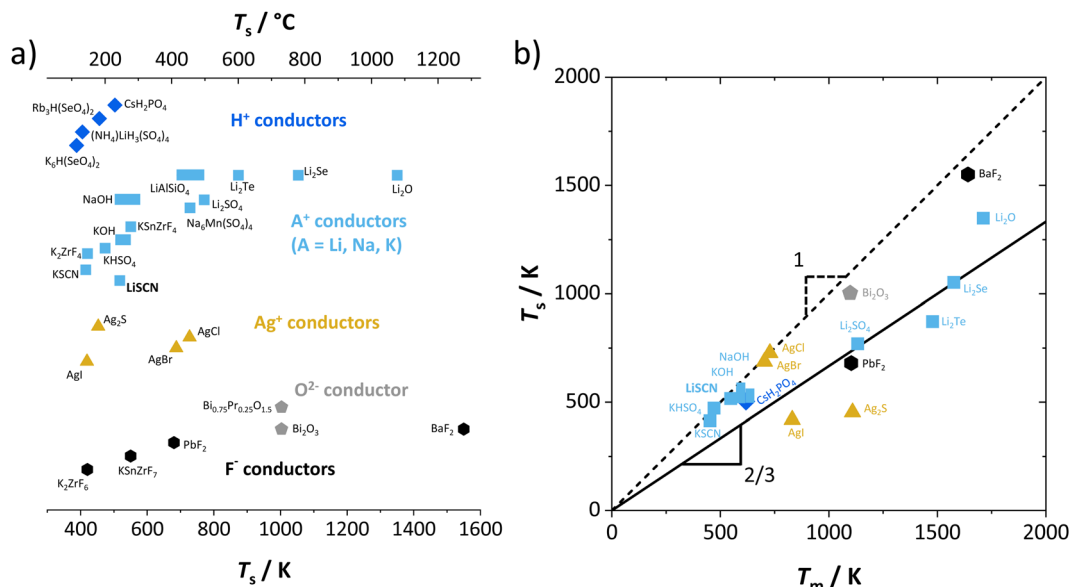 a)
T_s / °C
200 400 600 800 1000 1200
Rb₃H(SeO₄)₂
CsH₂PO₄
(NH₄)LiH₃(SO₄)₄
K₆H(SeO₄)₂
H⁺ conductors
LiAlSiO₄
Li₂Te
Li₂Se
Li₂O
NaOH
Li₂SO₄
Na₆Mn(SO₄)₄
KSnZrF₄
KOH
K₂ZrF₄
KHSO₄
KSCN
LiSCN
A⁺ conductors
(A = Li, Na, K)
Ag₂S
AgCl
AgBr
AgI
Ag⁺ conductors
O²⁻ conductor
Bi₀.₇₅Pr₀.₂₅O₁.₅
Bi₂O₃
BaF₂
PbF₂
KSnZrF₇
K₂ZrF₆
F⁻ conductors
400 600 800 1000 1200 1400 1600
T_s / K
b)
T_s / K
2000
1500
1000
500
0
BaF₂
Li₂O
1
Bi₂O₃
Li₂Se
Li₂Te
Li₂SO₄
PbF₂
AgCl
AgBr
NaOH
KOH
LiSCN
CsH₂PO₄
KHSO₄
KSCN
AgI
Ag₂S
2/3
0 500 1000 1500 2000
T_m / K